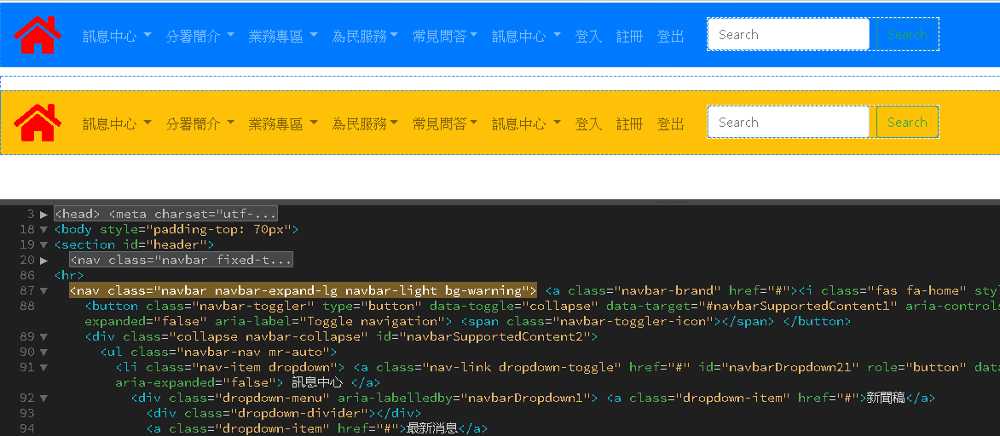 訊息中心 分署簡介 業務專區 為民服務 常見問答 訊息中心 登入 註冊 登出 Search Search
訊息中心 分署簡介 業務專區 為民服務 常見問答 訊息中心 登入 註冊 登出 Search Search
3 <head> <meta charset="utf-...
18 <body style="padding-top: 70px">
19 <section id="header">
20 <nav class="navbar fixed-t...
86 <hr>
87 <nav class="navbar navbar-expand-lg navbar-light bg-warning"> <a class="navbar-brand" href="#"><i class="fas fa-home" sty
88 <button class="navbar-toggler" type="button" data-toggle="collapse" data-target="#navbarSupportedContent1" aria-controls
expanded="false" aria-label="Toggle navigation"> <span class="navbar-toggler-icon"></span> </button>
89 <div class="collapse navbar-collapse" id="navbarSupportedContent2">
90 <ul class="navbar-nav mr-auto">
91 <li class="nav-item dropdown"> <a class="nav-link dropdown-toggle" href="#" id="navbarDropdown21" role="button" data
aria-expanded="false"> 訊息中心 </a>
92 <div class="dropdown-menu" aria-labelledby="navbarDropdown1"> <a class="dropdown-item" href="#">新聞稿</a>
93 <div class="dropdown-divider"></div>
94 <a class="dropdown-item" href="#">最新消息</a>